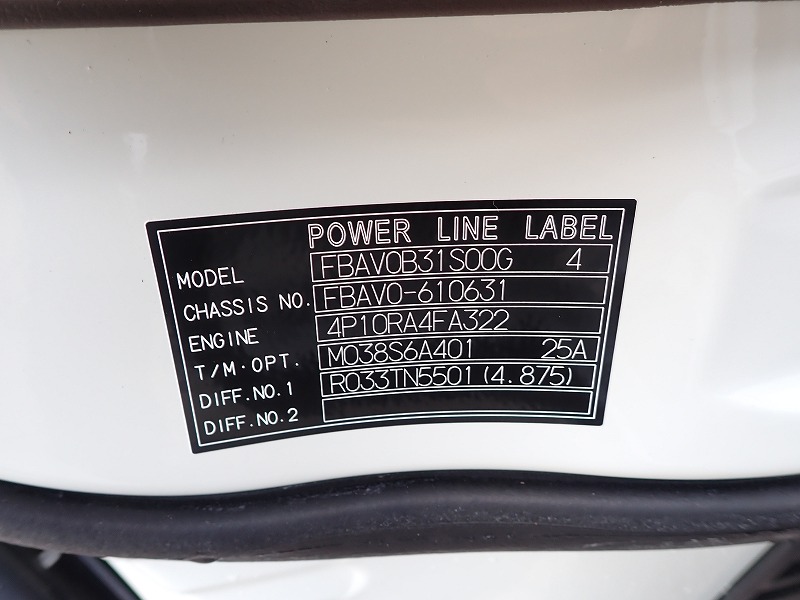 POWER LINE LABEL
MODEL FBAV0B31S00G 4
CHASSIS NO. FBAV0-610631
ENGINE 4P10RA4FA322
T/M·OPT. M038S6A401 25A
DIFF.NO.1 R033TN5501(4.875)
DIFF.NO.2